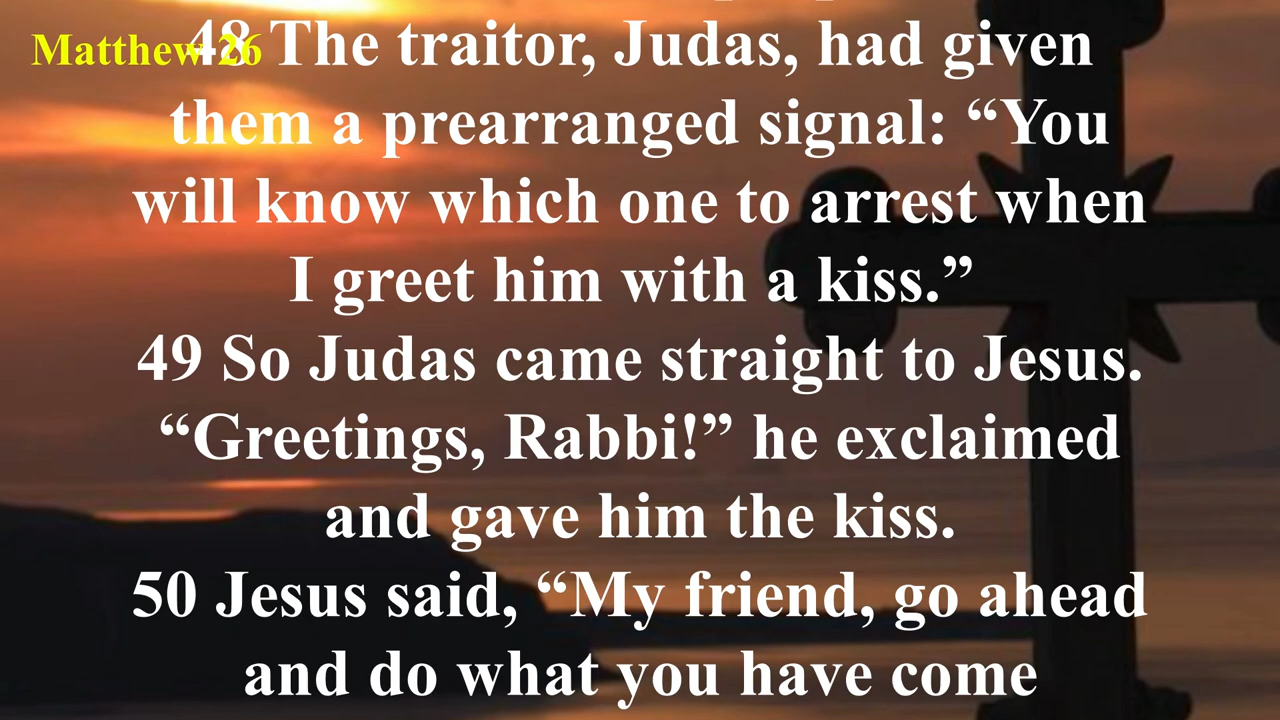 Matthew 26
48 The traitor, Judas, had given
them a prearranged signal: “You
will know which one to arrest when
I greet him with a kiss.”
49 So Judas came straight to Jesus.
“Greetings, Rabbi!” he exclaimed
and gave him the kiss.
50 Jesus said, “My friend, go ahead
and do what you have come